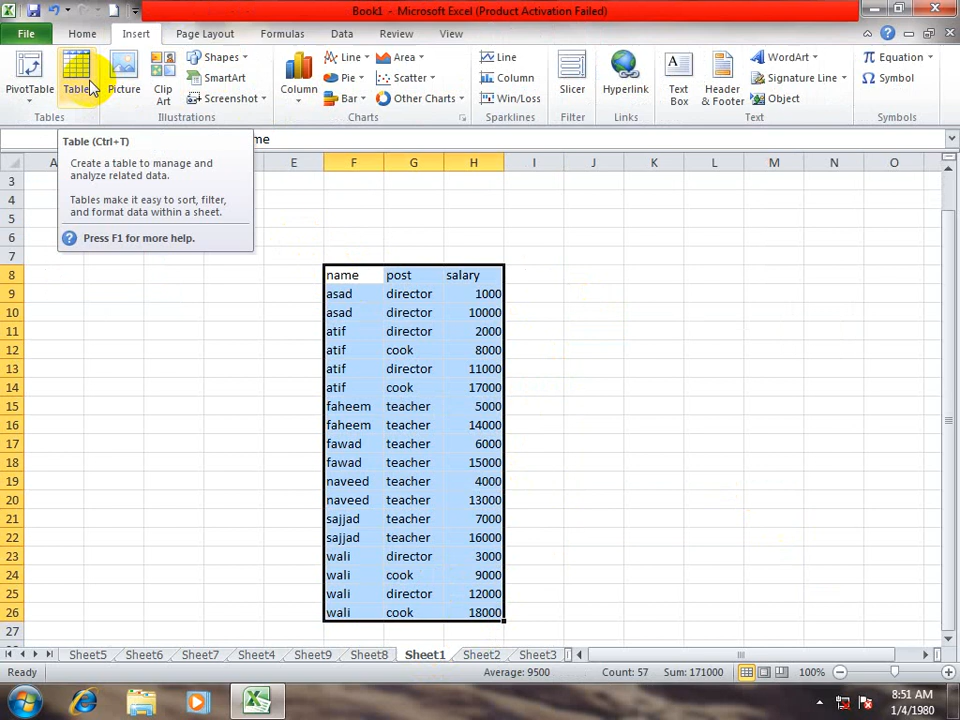 Book1 - Microsoft Excel (Product Activation Failed)
File Home Insert Page Layout Formulas Data Review View
PivotTable
Table
Picture
Clip Art
Shapes
SmartArt
Screenshot
Column
Line
Pie
Bar
Area
Scatter
Other Charts
Line
Column
Win/Loss
Slicer
Hyperlink
Text Box
Header & Footer
WordArt
Signature Line
Object
Equation
Symbol
Tables Illustrations Charts Sparklines Filter Links Text Symbols
Table (Ctrl+T)
Create a table to manage and
analyze related data.
Tables make it easy to sort, filter,
and format data within a sheet.
Press F1 for more help.
me
A E F G H I J K L M N O
3
4
5
6
7
8 name post salary
9 asad director 1000
10 asad director 10000
11 atif director 2000
12 atif cook 8000
13 atif director 11000
14 atif cook 17000
15 faheem teacher 5000
16 faheem teacher 14000
17 fawad teacher 6000
18 fawad teacher 15000
19 naveed teacher 4000
20 naveed teacher 13000
21 sajjad teacher 7000
22 sajjad teacher 16000
23 wali director 3000
24 wali cook 9000
25 wali director 12000
26 wali cook 18000
27
Sheet5 Sheet6 Sheet7 Sheet4 Sheet9 Sheet8 Sheet1 Sheet2 Sheet3
Ready Average: 9500 Count: 57 Sum: 171000 100%
8:51 AM
1/4/1980